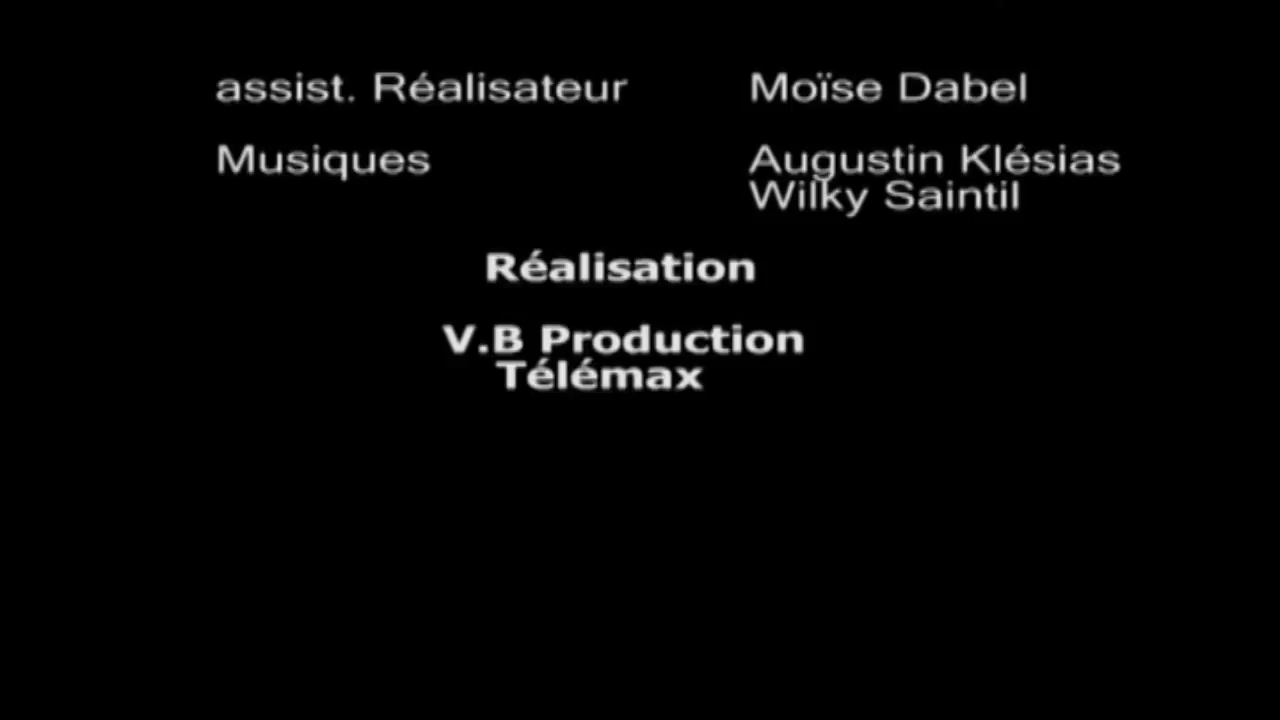 assist. Réalisateur Moïse Dabel
Musiques Augustin Klésias
Wilky Saintil
Réalisation
V.B Production
Télémax